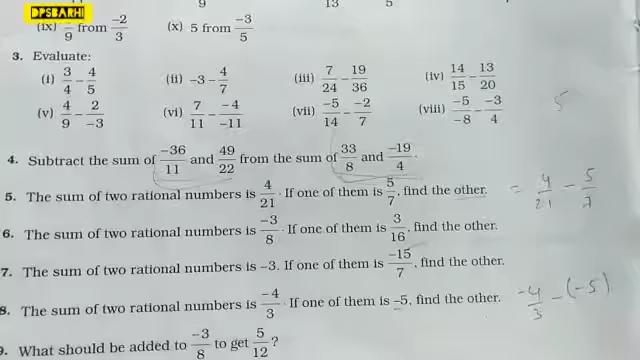 DPSBARHI
11 9 13 5
(ix) /9 from -2/3 (x) 5 from -3/5
3. Evaluate:
(i) 3/4 - 4/5 (ii) -3 - 4/7 (iii) 7/24 - 19/36 (iv) 14/15 - 13/20
(v) 4/9 - 2/-3 (vi) 7/11 - -4/-11 (vii) -5/14 - -2/7 (viii) -5/-8 - -3/4
5
4. Subtract the sum of -36/11 and 49/22 from the sum of 33/8 and -19/4.
5. The sum of two rational numbers is 4/21. If one of them is 5/7, find the other.
= 4/21 - 5/7
6. The sum of two rational numbers is -3/8. If one of them is 3/16, find the other.
7. The sum of two rational numbers is -3. If one of them is -15/7, find the other.
8. The sum of two rational numbers is -4/3. If one of them is -5, find the other.
-4/3 - (-5)
9. What should be added to -3/8 to get 5/12?